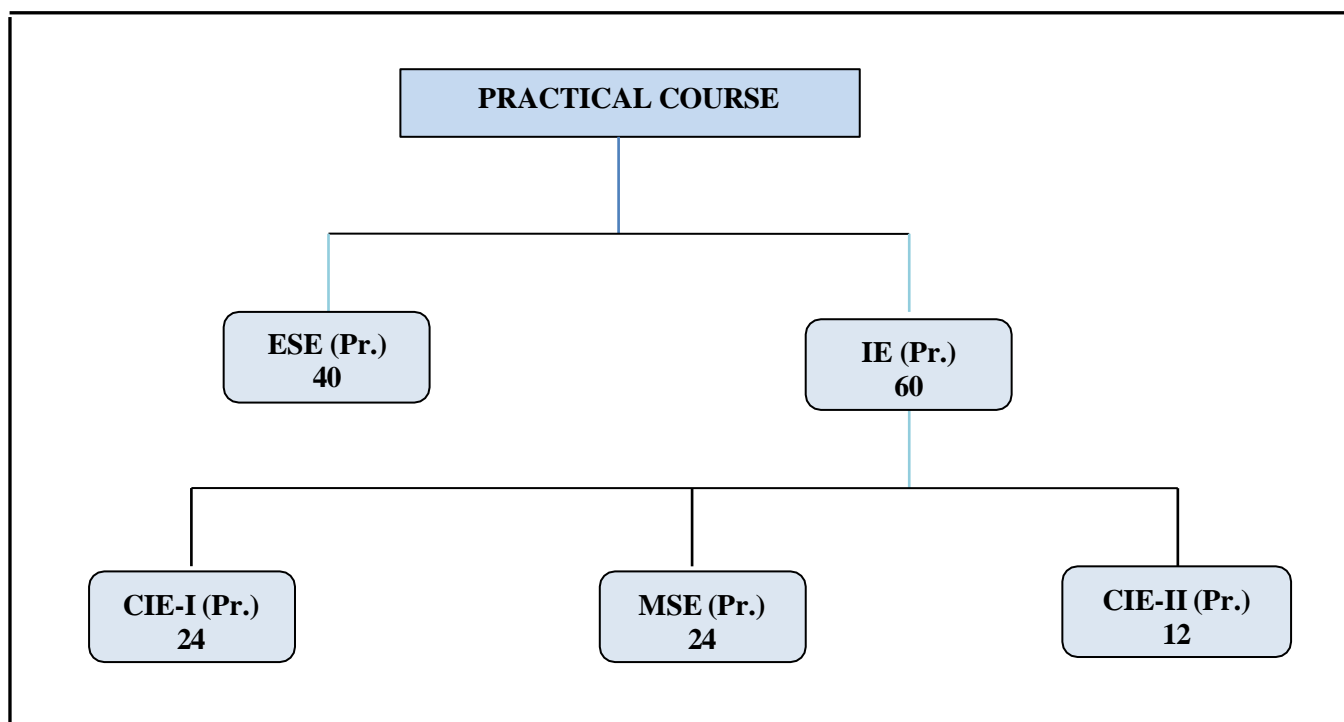 PRACTICAL COURSE
ESE (Pr.)
40
IE (Pr.)
60
CIE-I (Pr.)
24
MSE (Pr.)
24
CIE-II (Pr.)
12